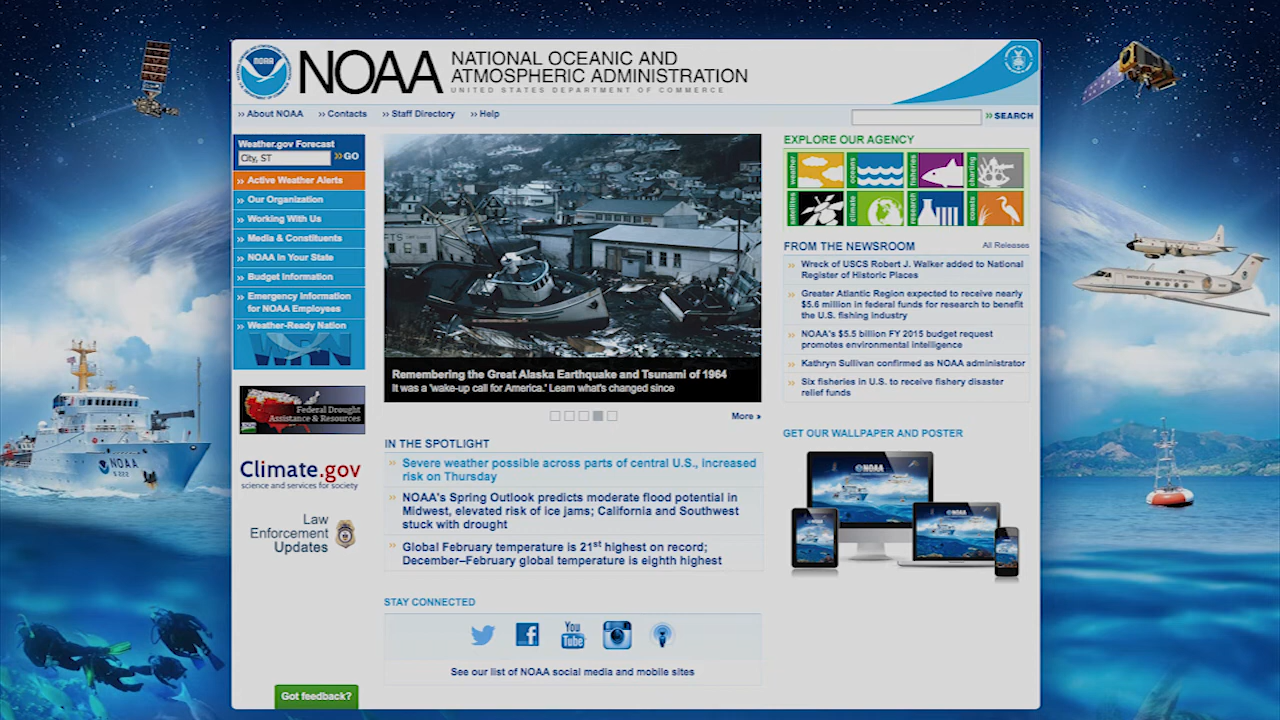 NOAA
NATIONAL OCEANIC AND
ATMOSPHERIC ADMINISTRATION
UNITED STATES DEPARTMENT OF COMMERCE
›› About NOAA ›› Contacts ›› Staff Directory ›› Help
›› SEARCH
Weather.gov Forecast
City, ST ›› GO
›› Active Weather Alerts
›› Our Organization
›› Working With Us
›› Media & Constituents
›› NOAA In Your State
›› Budget Information
›› Emergency Information
for NOAA Employees
›› Weather-Ready Nation
WRN
Federal Drought
Assistance & Resources
Climate.gov
science and services for society
Law
Enforcement
Updates
Got feedback?
Remembering the Great Alaska Earthquake and Tsunami of 1964
It was a 'wake-up call for America.' Learn what's changed since
More »
IN THE SPOTLIGHT
›› Severe weather possible across parts of central U.S., increased
risk on Thursday
›› NOAA's Spring Outlook predicts moderate flood potential in
Midwest, elevated risk of ice jams; California and Southwest
stuck with drought
›› Global February temperature is 21st highest on record;
December–February global temperature is eighth highest
STAY CONNECTED
You
Tube
See our list of NOAA social media and mobile sites
EXPLORE OUR AGENCY
weather oceans fisheries charting
satellites climate research coasts
FROM THE NEWSROOM All Releases
›› Wreck of USCS Robert J. Walker added to National
Register of Historic Places
›› Greater Atlantic Region expected to receive nearly
$5.6 million in federal funds for research to benefit
the U.S. fishing industry
›› NOAA's $5.5 billion FY 2015 budget request
promotes environmental intelligence
›› Kathryn Sullivan confirmed as NOAA administrator
›› Six fisheries in U.S. to receive fishery disaster
relief funds
GET OUR WALLPAPER AND POSTER
NOAA
NOAA